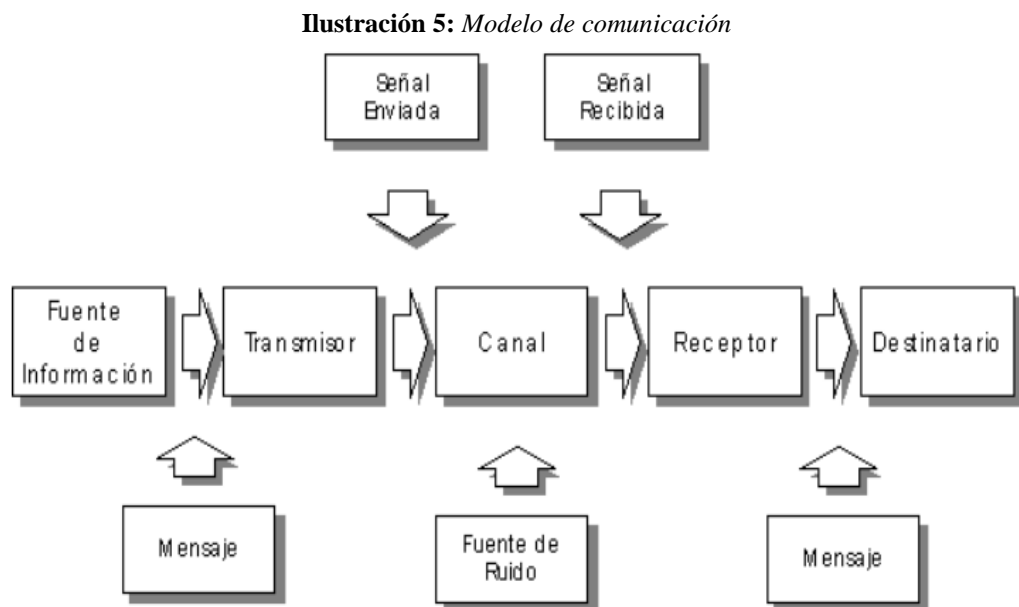 Ilustración 5: Modelo de comunicación
Señal
Enviada
Señal
Recibida
Fuente
de
Información
Transmisor
Canal
Receptor
Destinatario
Mensaje
Fuente de
Ruido
Mensaje